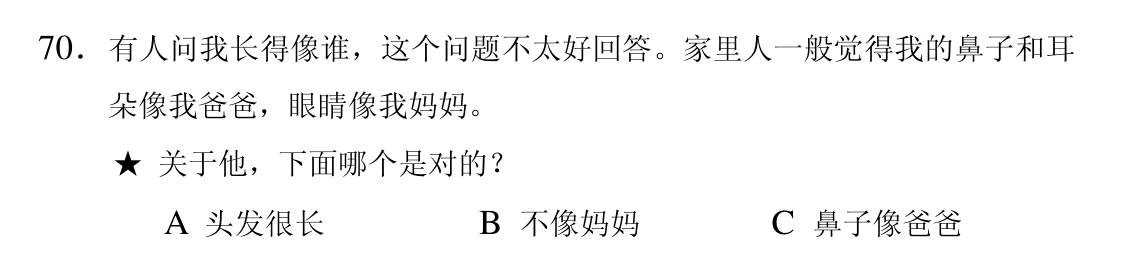 70. 有人问我长得像谁，这个问题不太好回答。家里人一般觉得我的鼻子和耳
朵像我爸爸，眼睛像我妈妈。
★ 关于他，下面哪个是对的？
A 头发很长 B 不像妈妈 C 鼻子像爸爸